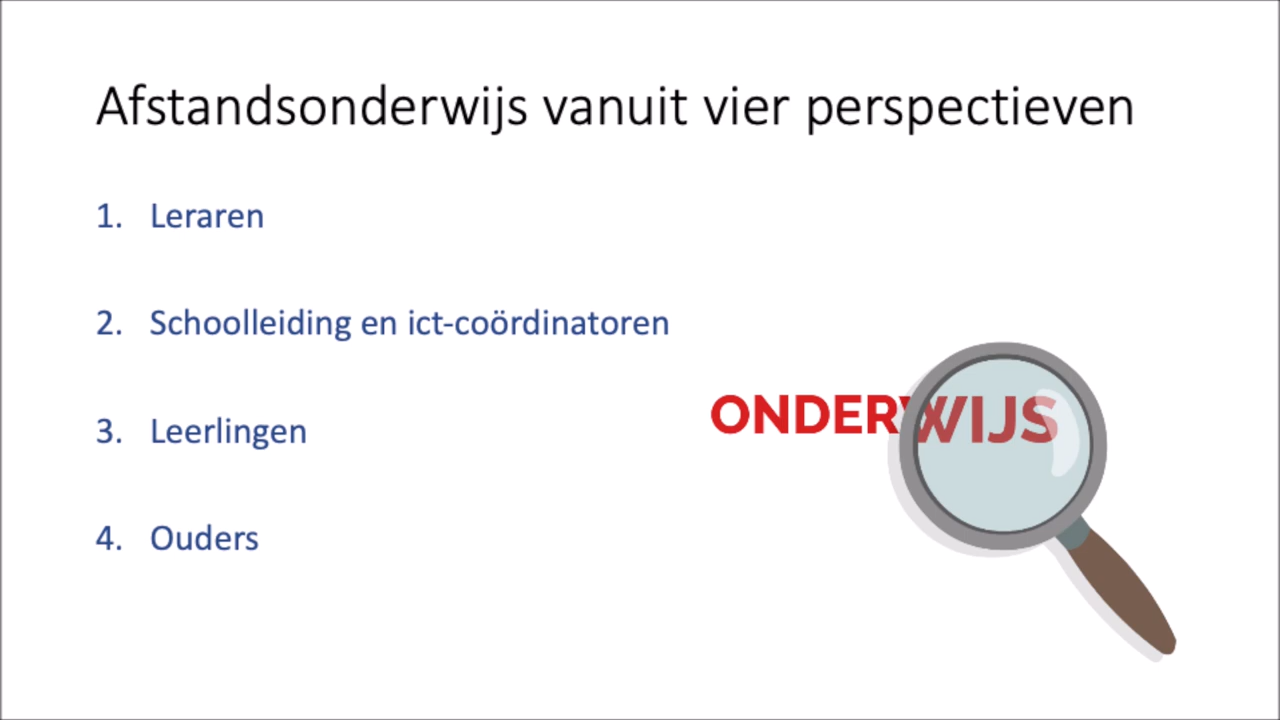 Afstandsonderwijs vanuit vier perspectieven
1. Leraren
2. Schoolleiding en ict-coördinatoren
3. Leerlingen
4. Ouders
ONDERWIJS